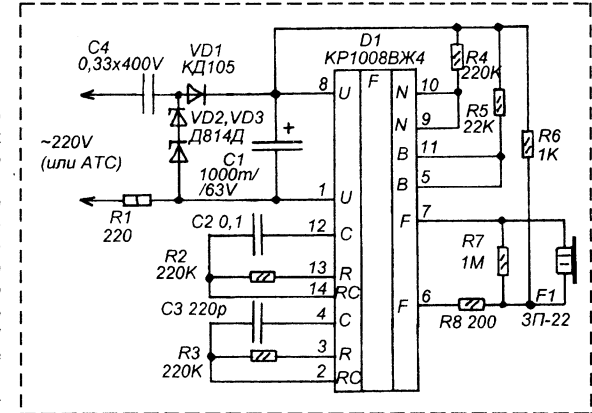 D1
КР1008ВЖ4
C4
0,33x400V
VD1
КД105
VD2,VD3
Д814Д
C1
1000m/
/63V
~220V
(или АТС)
R1
220
C2 0,1
R2
220K
C3 220p
R3
220K
8
1
12
13
14
4
3
2
U
U
C
R
RC
C
R
RC
F
N
N
B
B
F
F
10
9
11
5
7
6
R4
220K
R5
22K
R6
1K
R7
1M
R8 200
F1
ЗП-22
+